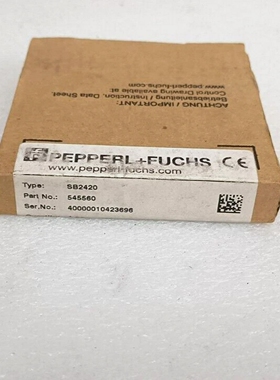 ACHTUNG / IMPORTANT:
Betriebsanleitung / Instruction, Data Sheet,
Control Drawing available at:
www.pepperl-fuchs.com
PEPPERL+FUCHS CE
www.pepperl-fuchs.com
Type: SB2420
Part No.: 545560
Ser.No.: 40000010423696